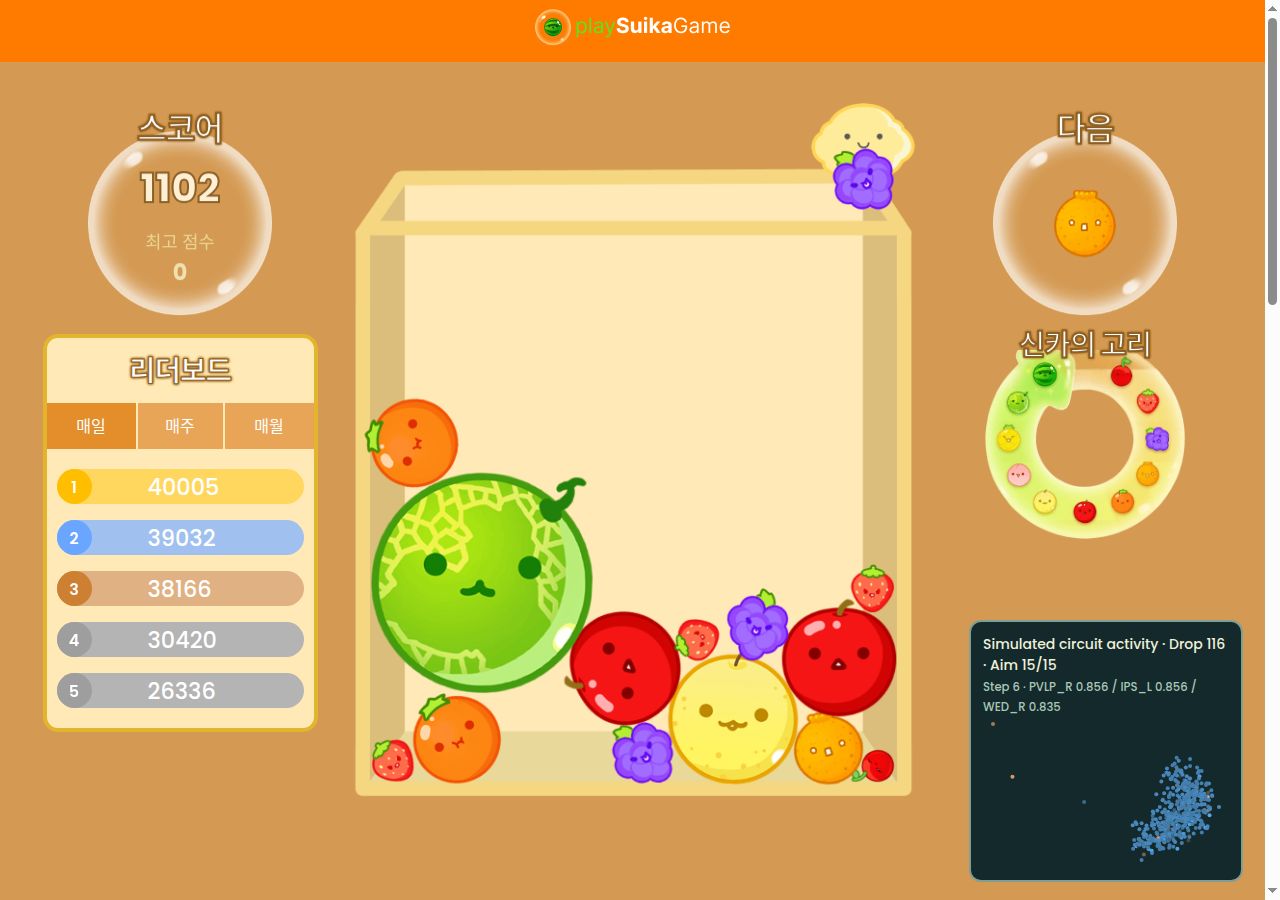 playSuikaGame
스코어
1102
최고 점수
0
다음
신카의 고리
리더보드
매일 매주 매월
1 40005
2 39032
3 38166
4 30420
5 26336
Simulated circuit activity · Drop 116
· Aim 15/15
Step 6 · PVLP_R 0.856 / IPS_L 0.856 /
WED_R 0.835